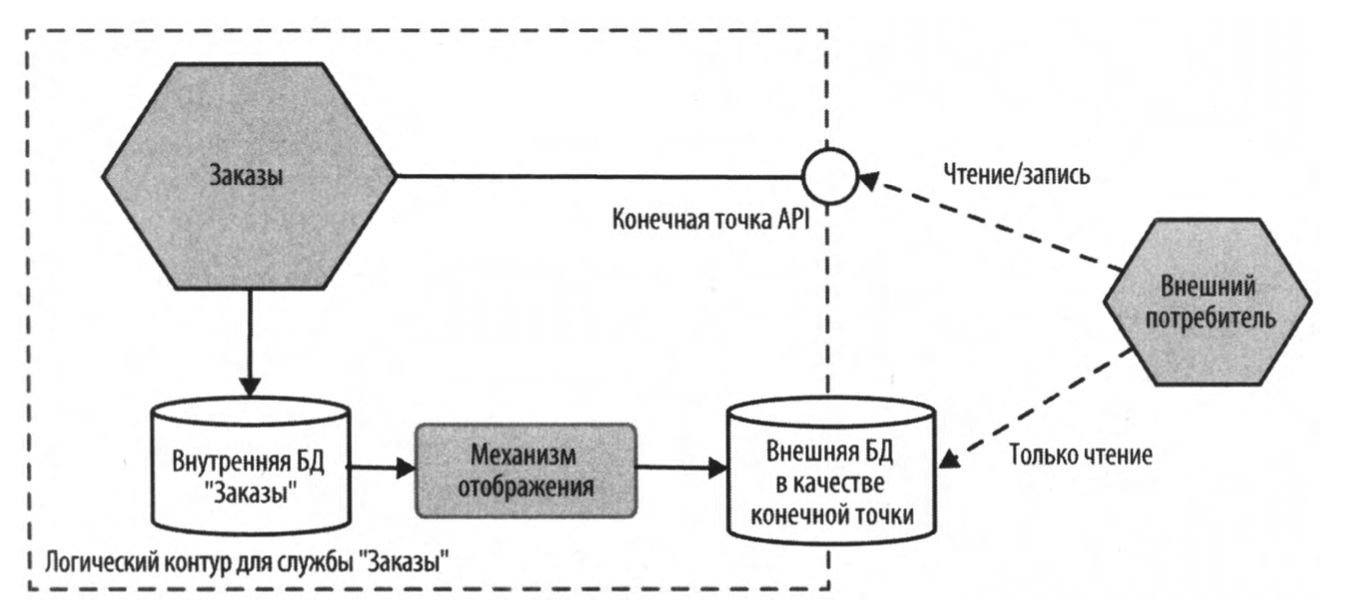 Заказы
Конечная точка API
Чтение/запись
Внешний
потребитель
Только чтение
Внутренняя БД
"Заказы"
Механизм
отображения
Внешняя БД
в качестве
конечной точки
Логический контур для службы "Заказы"